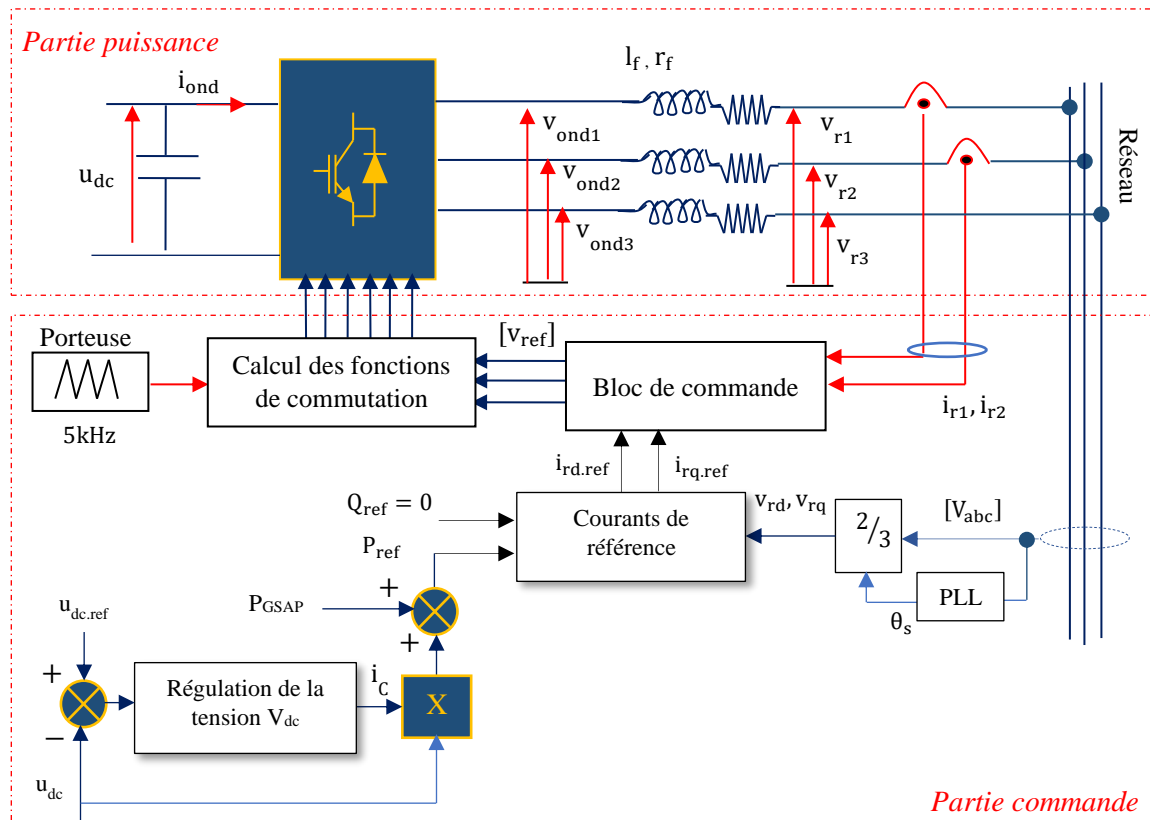 Partie puissance
l_f , r_f
i_ond
v_ond1
v_r1
Réseau
u_dc
v_ond2
v_r2
v_ond3
v_r3
Porteuse
[v_ref]
Calcul des fonctions
de commutation
Bloc de commande
i_r1, i_r2
5kHz
i_rd.ref
i_rq.ref
Q_ref = 0
Courants de
référence
v_rd, v_rq
2/3
[V_abc]
P_ref
+
PGSAP
PLL
θ_s
+
u_dc.ref
+
Régulation de la
tension Vdc
i_C
X
−
u_dc
Partie commande